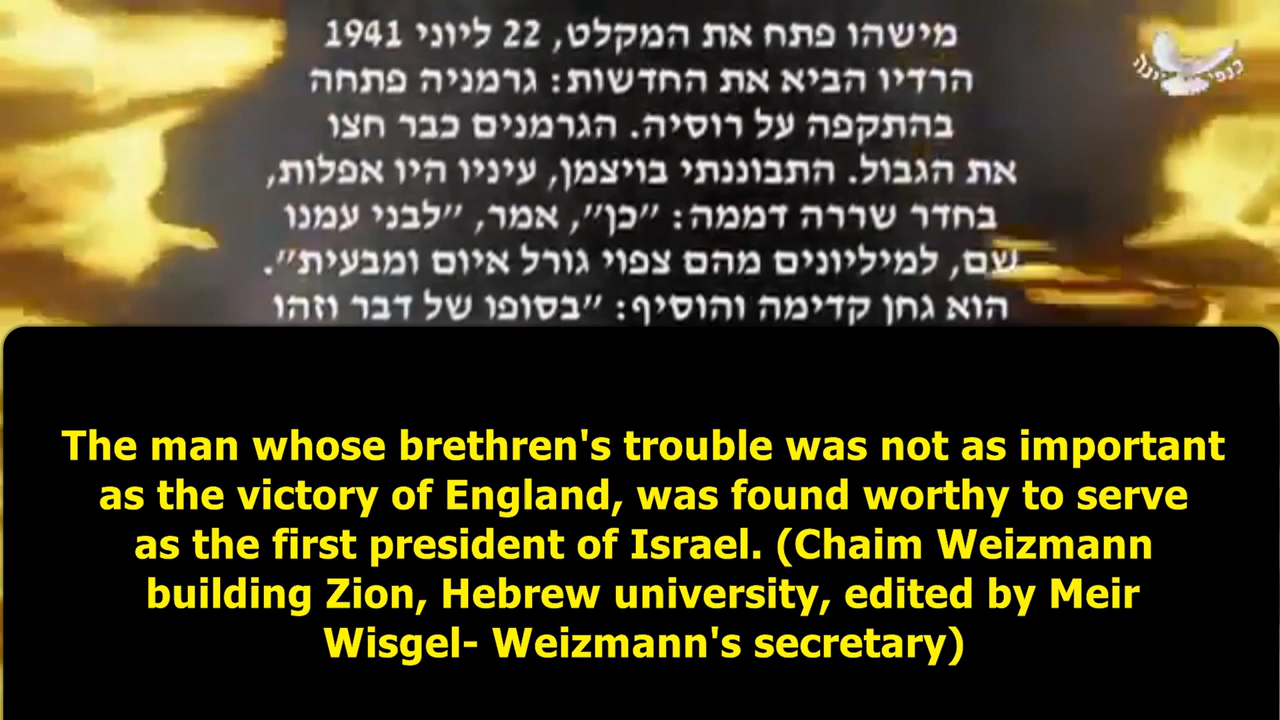 מישהו פתח את המקלט, 22 ליוני 1941
הרדיו הביא את החדשות: גרמניה פתחה
בהתקפה על רוסיה. הגרמנים כבר חצו
את הגבול. התבוננתי בויצמן, עיניו היו אפלות,
בחדר שררה דממה: ״כן״, אמר, ״לבני עמנו
שם, למיליונים מהם צפוי גורל איום ומבעית״.
הוא גחן קדימה והוסיף: ״בסופו של דבר וזהו
The man whose brethren's trouble was not as important
as the victory of England, was found worthy to serve
as the first president of Israel. (Chaim Weizmann
building Zion, Hebrew university, edited by Meir
Wisgel- Weizmann's secretary)